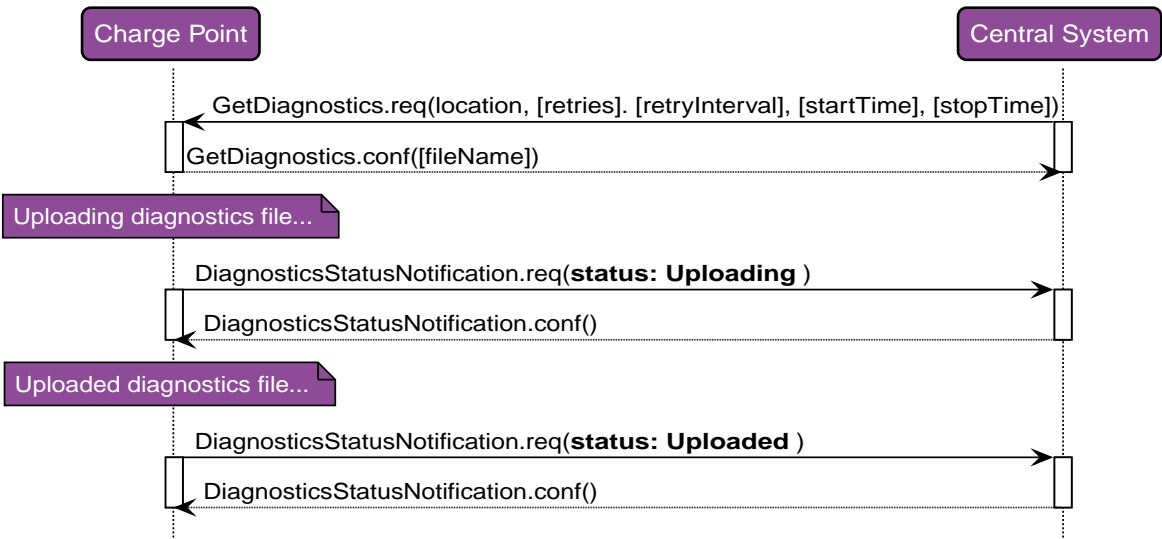 Charge Point
Central System
GetDiagnostics.req(location, [retries]. [retryInterval], [startTime], [stopTime])
GetDiagnostics.conf([fileName])
Uploading diagnostics file...
DiagnosticsStatusNotification.req(status: Uploading )
DiagnosticsStatusNotification.conf()
Uploaded diagnostics file...
DiagnosticsStatusNotification.req(status: Uploaded )
DiagnosticsStatusNotification.conf()